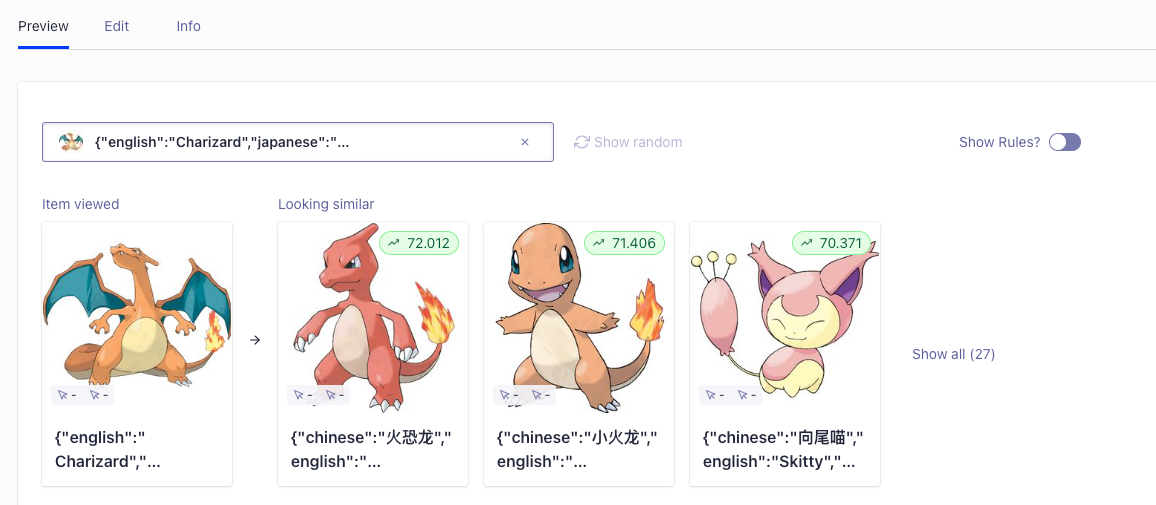 Preview Edit Info
{"english":"Charizard","japanese":"... × Show random Show Rules?
Item viewed Looking similar
72.012 71.406 70.371
Show all (27)
- - - - - - - -
{"english":" {"chinese":"火恐龙"," {"chinese":"小火龙"," {"chinese":"向尾喵","
Charizard","... english":"... english":"... english":"Skitty","...